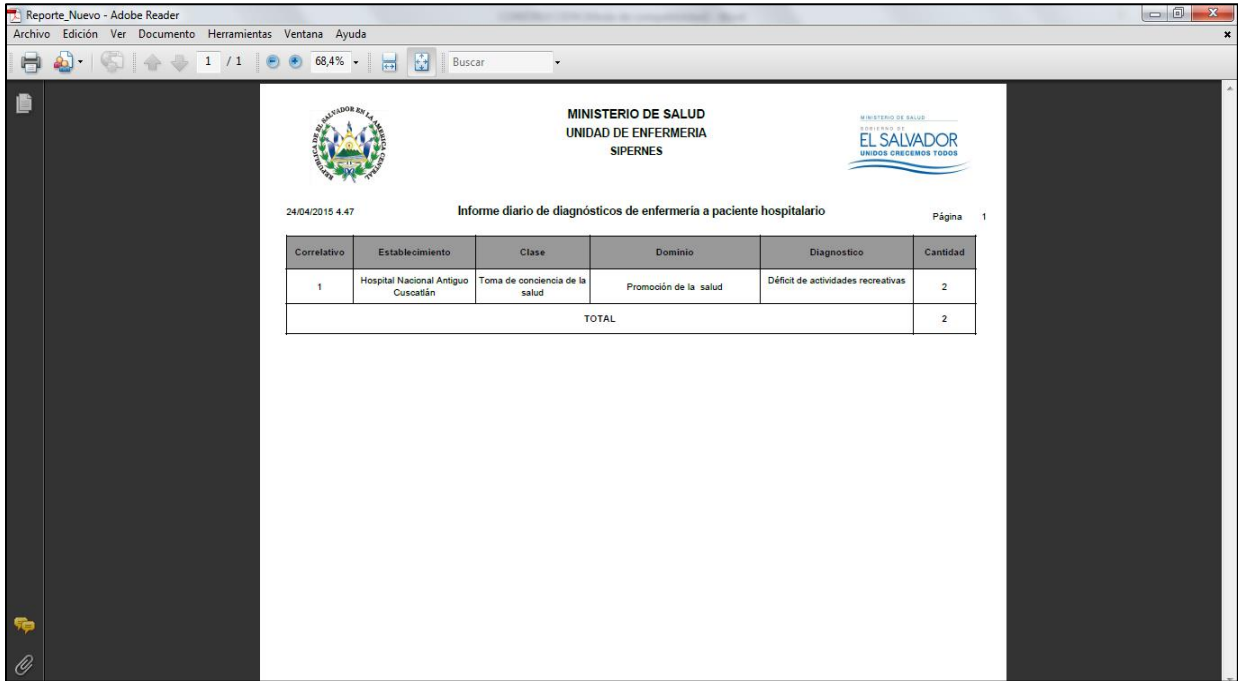 Reporte_Nuevo - Adobe Reader
Archivo Edición Ver Documento Herramientas Ventana Ayuda
1 / 1 68,4% Buscar
MINISTERIO DE SALUD
UNIDAD DE ENFERMERIA
SIPERNES
MINISTERIO DE SALUD
GOBIERNO DE
EL SALVADOR
UNIDOS CRECEMOS TODOS
24/04/2015 4.47
Informe diario de diagnósticos de enfermería a paciente hospitalario
Página 1
Correlativo Establecimiento Clase Dominio Diagnostico Cantidad
1 Hospital Nacional Antiguo Toma de conciencia de la Promoción de la salud Déficit de actividades recreativas 2
Cuscatlán salud
TOTAL 2